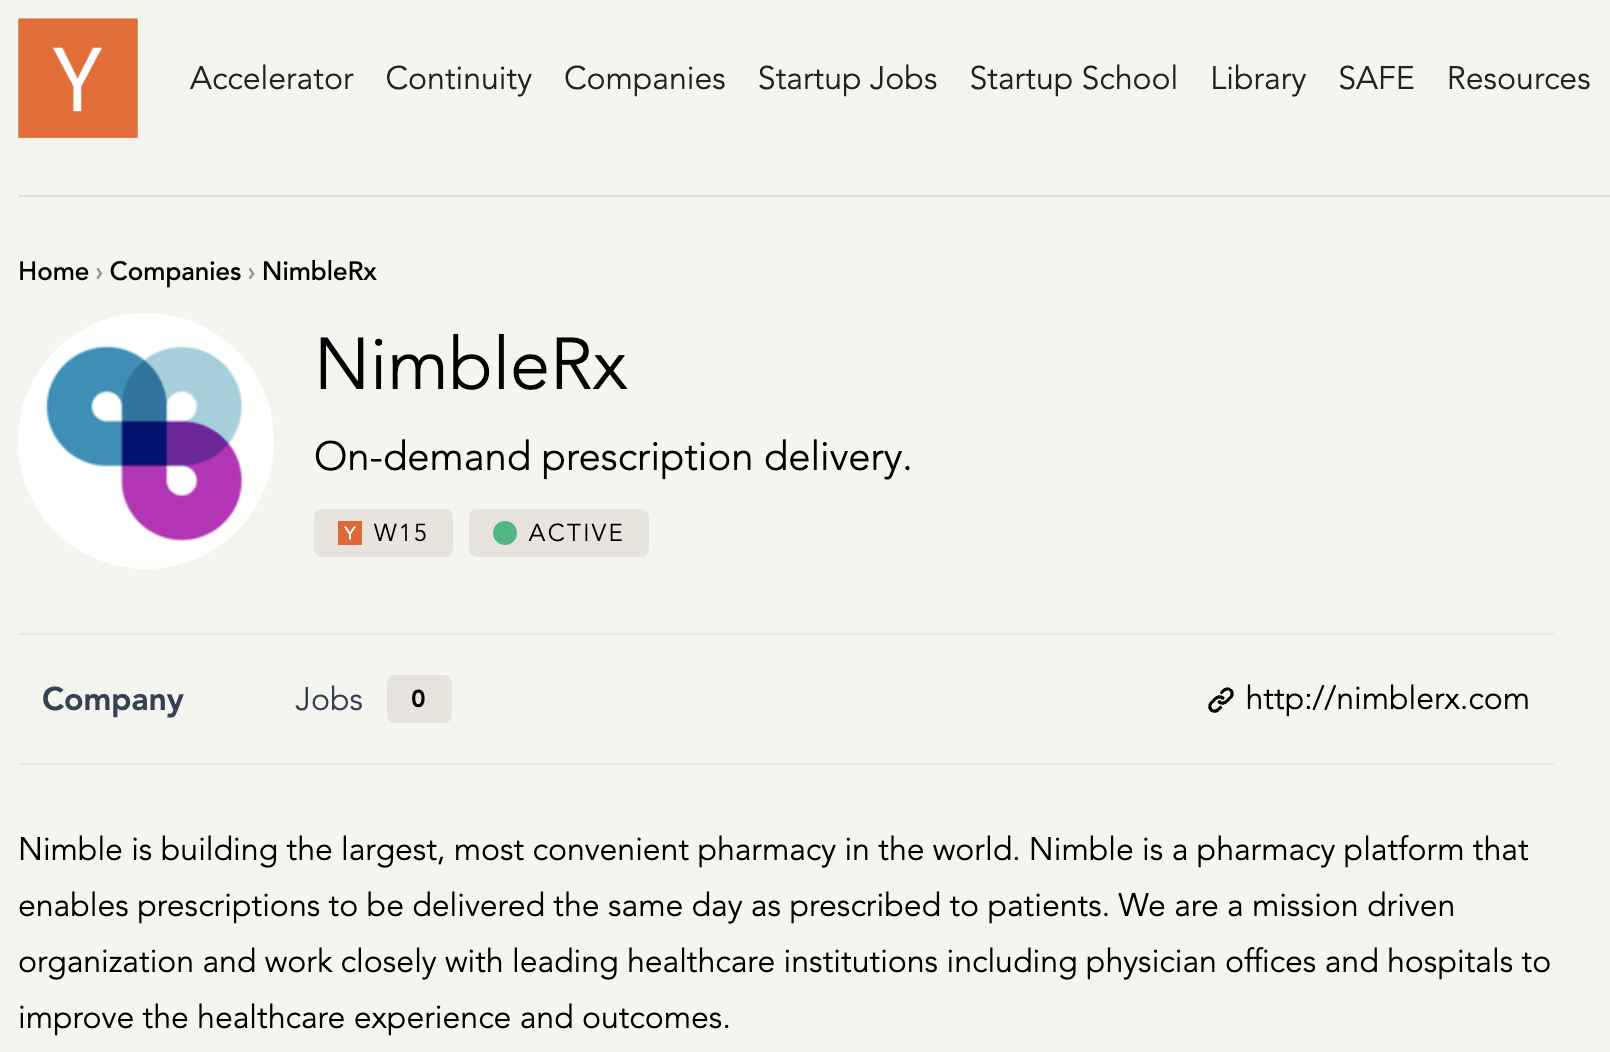 Y
Accelerator Continuity Companies Startup Jobs Startup School Library SAFE Resources
Home › Companies › NimbleRx
NimbleRx
On-demand prescription delivery.
Y W15 ACTIVE
Company Jobs 0 http://nimblerx.com
Nimble is building the largest, most convenient pharmacy in the world. Nimble is a pharmacy platform that
enables prescriptions to be delivered the same day as prescribed to patients. We are a mission driven
organization and work closely with leading healthcare institutions including physician offices and hospitals to
improve the healthcare experience and outcomes.